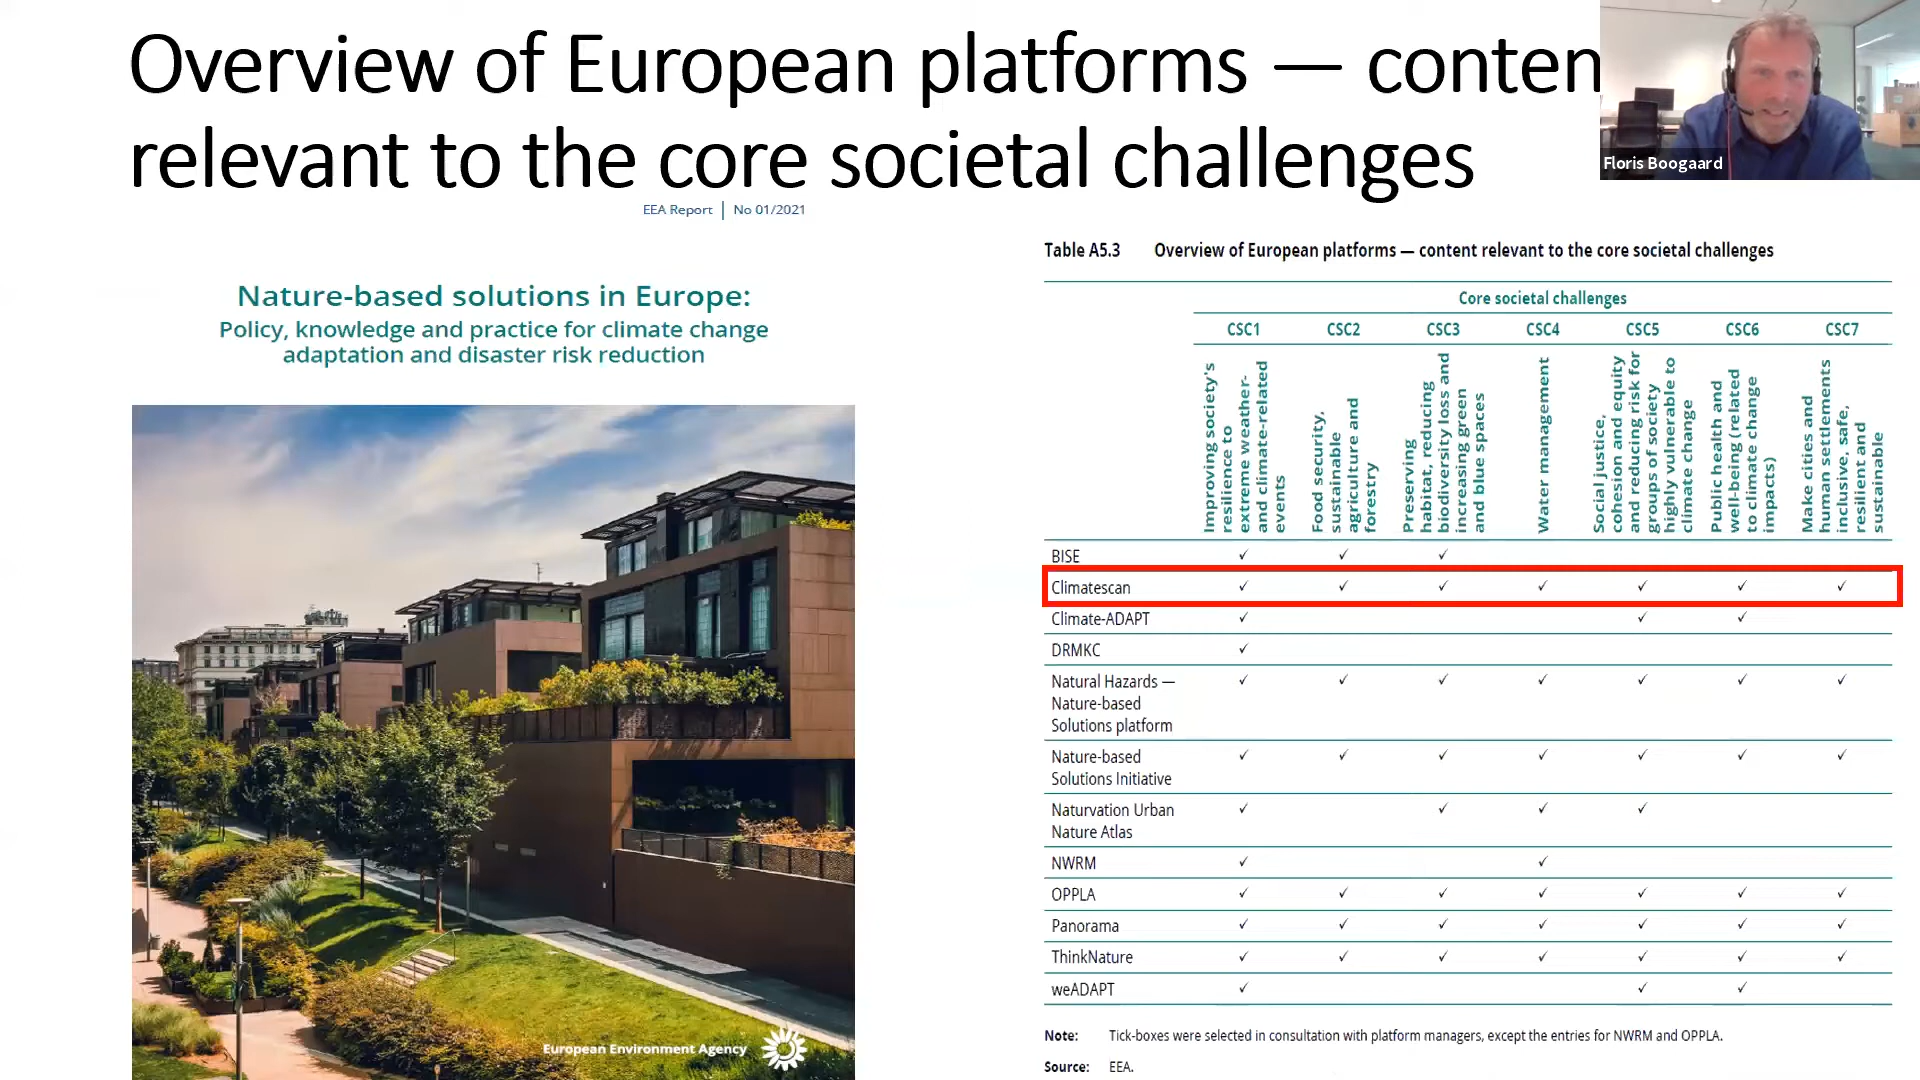 Overview of European platforms — conten
relevant to the core societal challenges
Floris Boogaard
EEA Report | No 01/2021
Nature-based solutions in Europe:
Policy, knowledge and practice for climate change
adaptation and disaster risk reduction
European Environment Agency
Table A5.3 Overview of European platforms — content relevant to the core societal challenges
Core societal challenges
CSC1 CSC2 CSC3 CSC4 CSC5 CSC6 CSC7
Improving society's
resilience to
extreme weather-
and climate-related
events
Food security,
sustainable
agriculture and
forestry
Preserving
habitat, reducing
biodiversity loss and
increasing green
and blue spaces
Water management
Social justice,
cohesion and equity
and reducing risk for
groups of society
highly vulnerable to
climate change
Public health and
well-being (related
to climate change
impacts)
Make cities and
human settlements
inclusive, safe,
resilient and
sustainable
BISE ✓ ✓ ✓
Climatescan ✓ ✓ ✓ ✓ ✓ ✓ ✓
Climate-ADAPT ✓ ✓ ✓
DRMKC ✓
Natural Hazards — ✓ ✓ ✓ ✓ ✓ ✓ ✓
Nature-based
Solutions platform
Nature-based ✓ ✓ ✓ ✓ ✓ ✓ ✓
Solutions Initiative
Naturvation Urban ✓ ✓ ✓ ✓
Nature Atlas
NWRM ✓ ✓
OPPLA ✓ ✓ ✓ ✓ ✓ ✓ ✓
Panorama ✓ ✓ ✓ ✓ ✓ ✓ ✓
ThinkNature ✓ ✓ ✓ ✓ ✓ ✓ ✓
weADAPT ✓ ✓ ✓
Note: Tick-boxes were selected in consultation with platform managers, except the entries for NWRM and OPPLA.
Source: EEA.